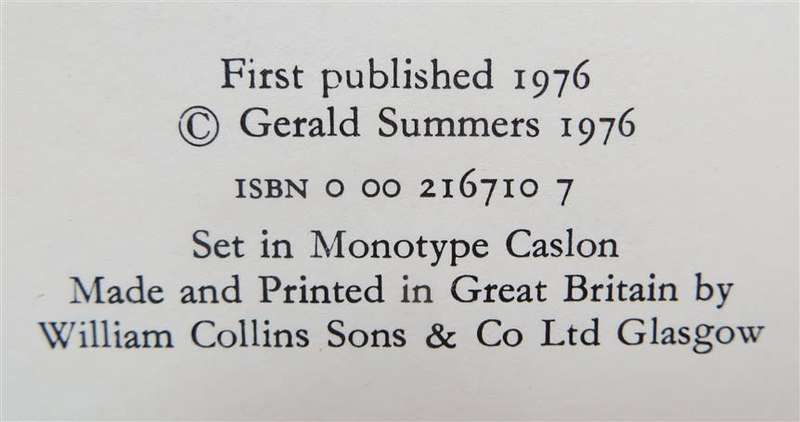 First published 1976
© Gerald Summers 1976
ISBN 0 00 216710 7
Set in Monotype Caslon
Made and Printed in Great Britain by
William Collins Sons & Co Ltd Glasgow